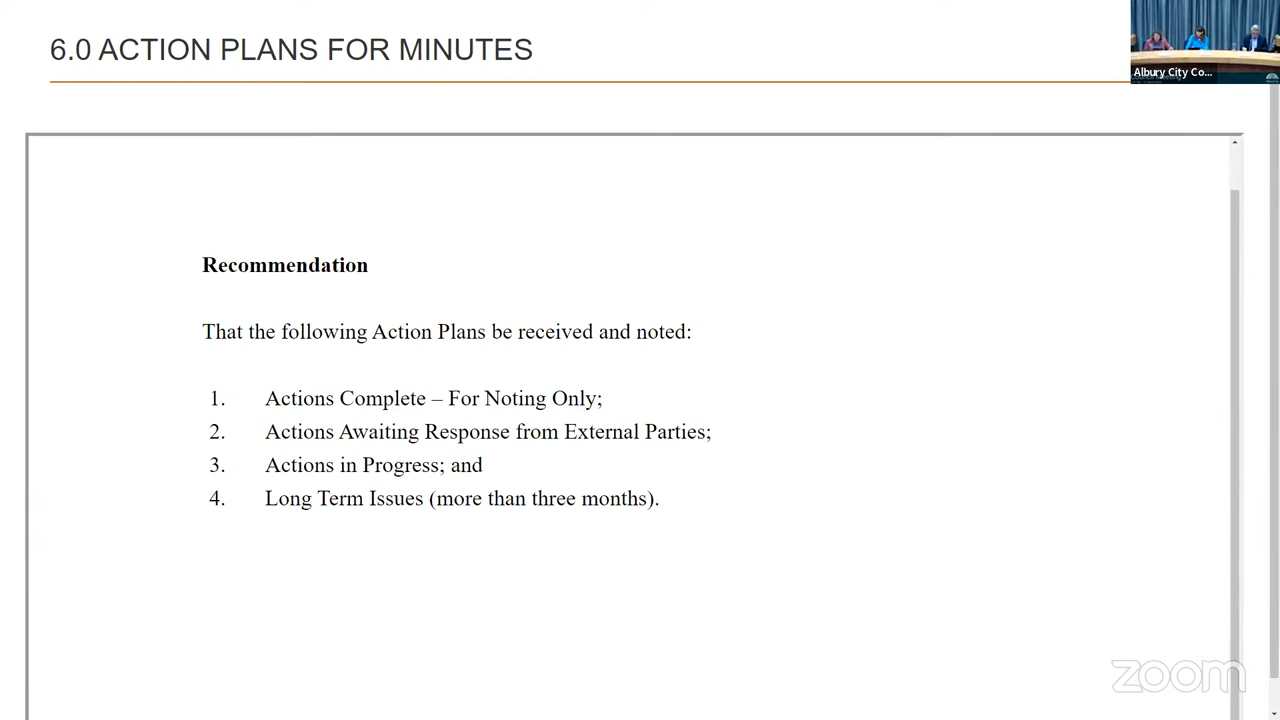 6.0 ACTION PLANS FOR MINUTES
Albury City Co...
Recommendation
That the following Action Plans be received and noted:
1. Actions Complete – For Noting Only;
2. Actions Awaiting Response from External Parties;
3. Actions in Progress; and
4. Long Term Issues (more than three months).
zoom